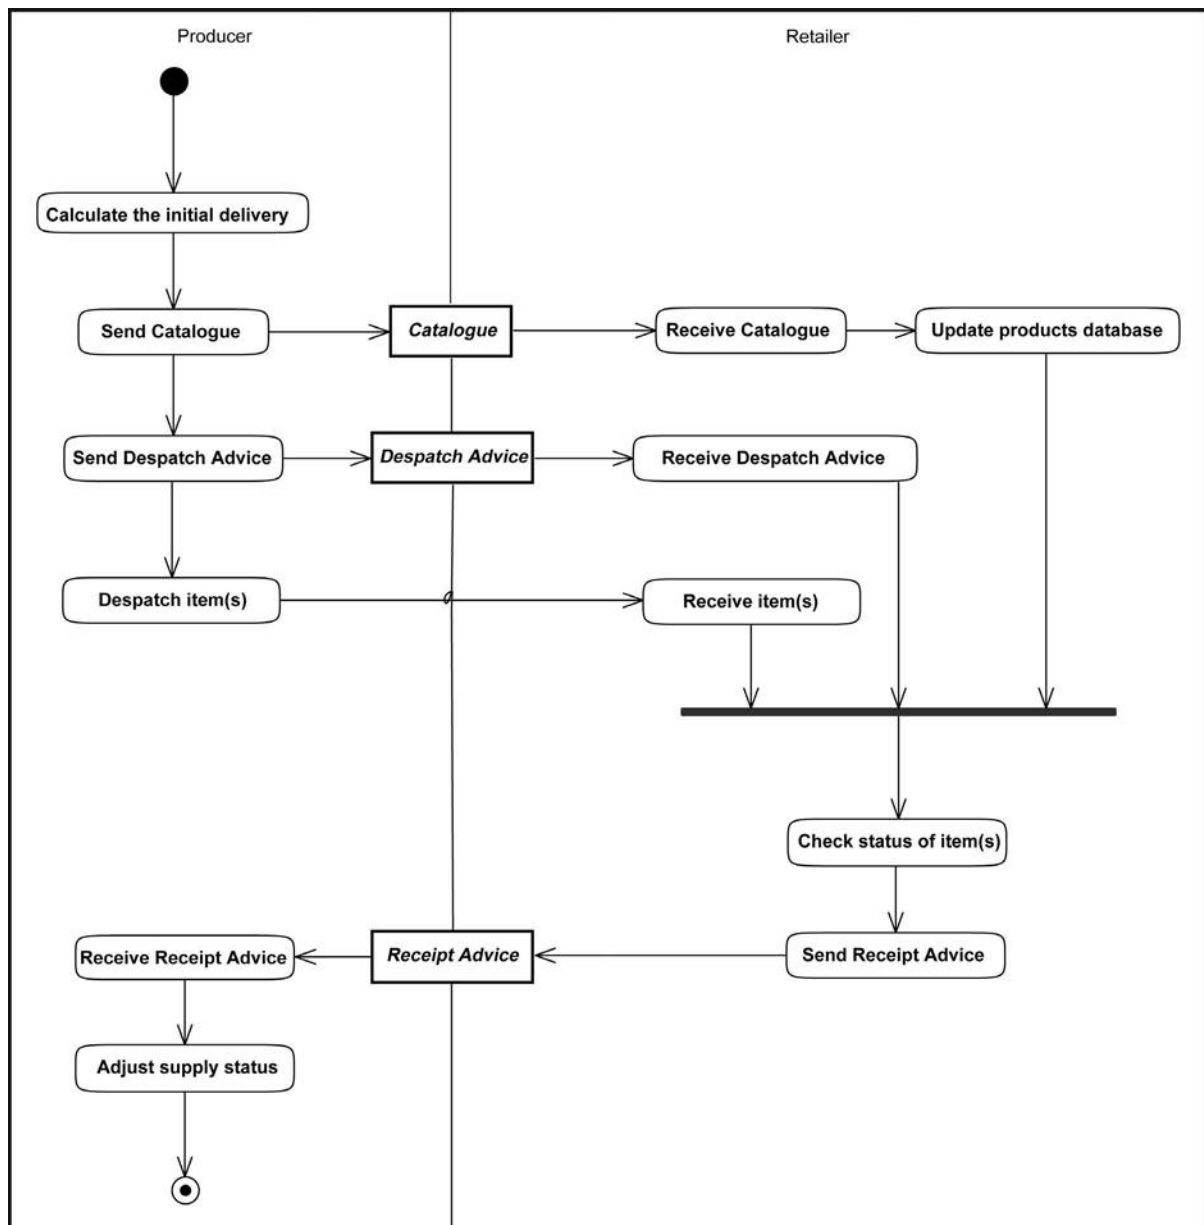 Producer
Retailer
Calculate the initial delivery
Send Catalogue
Catalogue
Receive Catalogue
Update products database
Send Despatch Advice
Despatch Advice
Receive Despatch Advice
Despatch item(s)
Receive item(s)
Check status of item(s)
Receive Receipt Advice
Receipt Advice
Send Receipt Advice
Adjust supply status